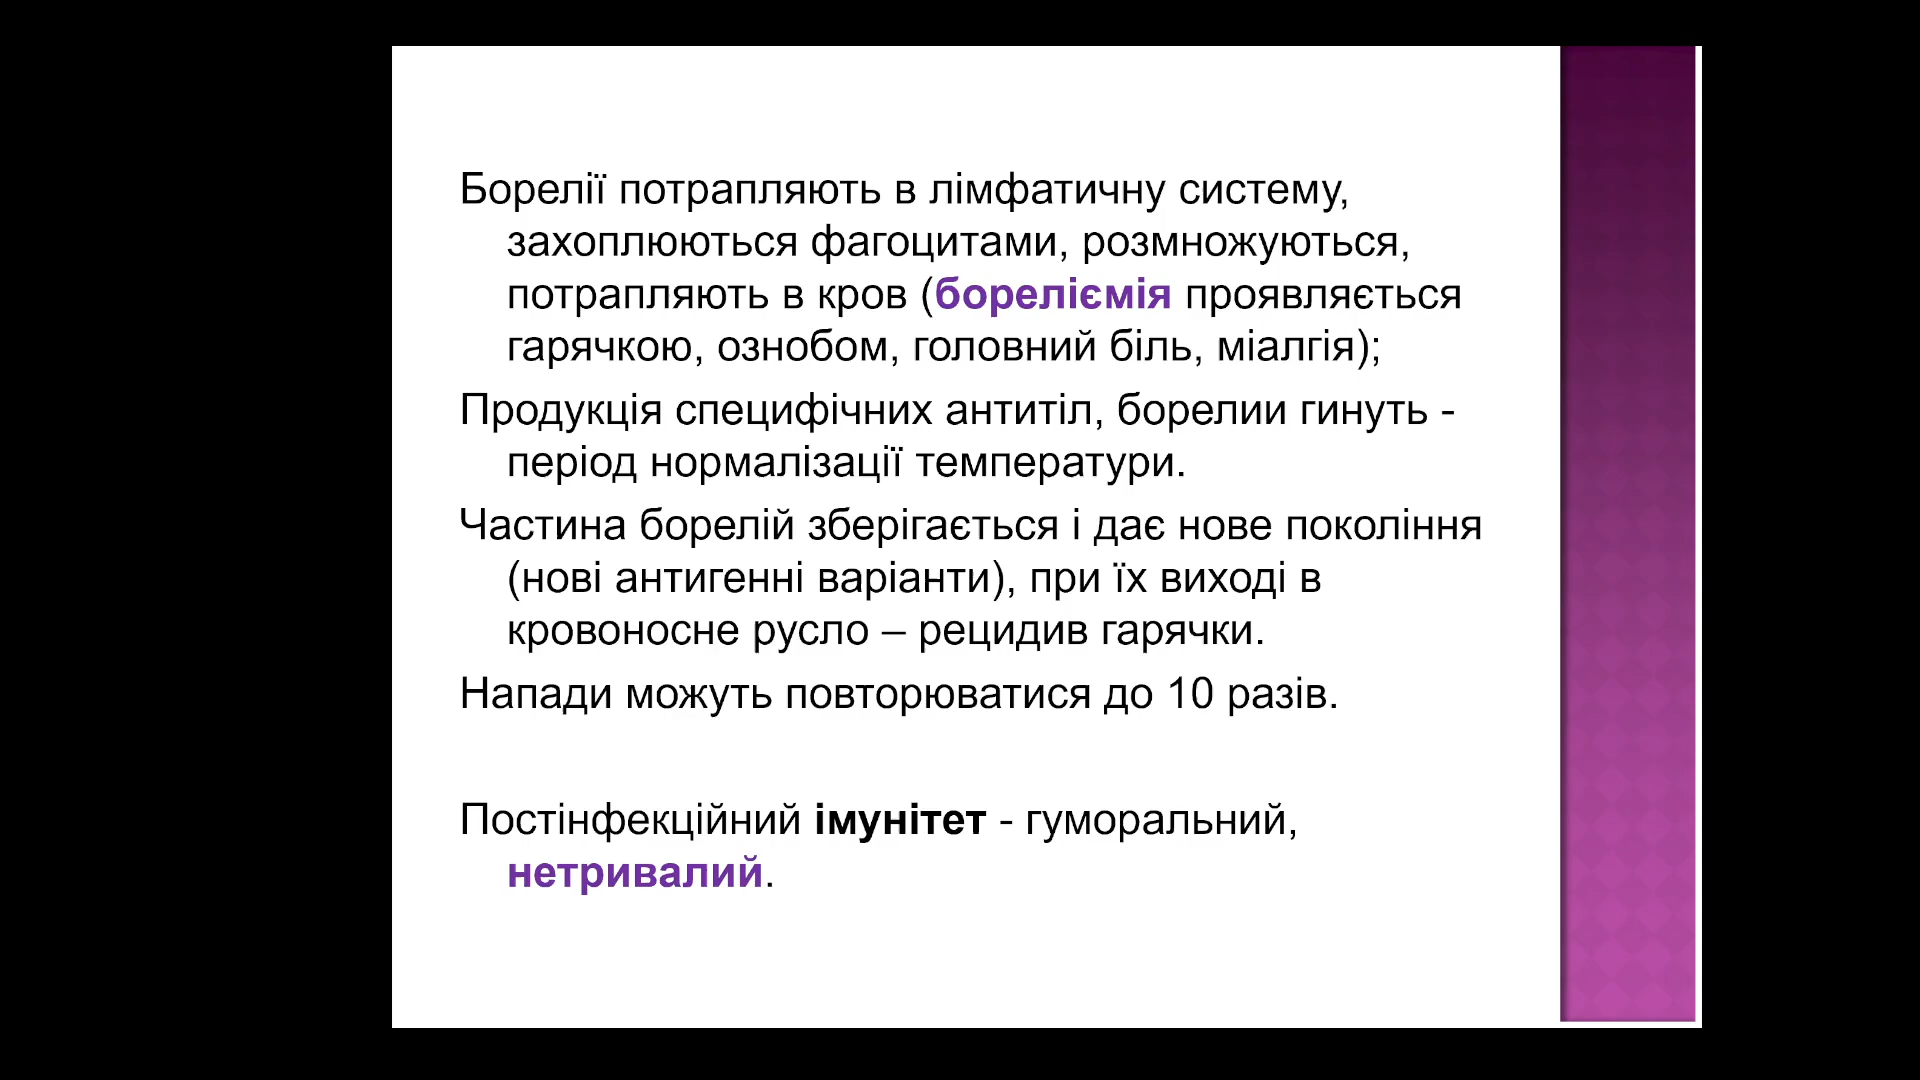 Борелії потрапляють в лімфатичну систему,
захоплюються фагоцитами, розмножуються,
потрапляють в кров (бореліємія проявляється
гарячкою, ознобом, головний біль, міалгія);
Продукція специфічних антитіл, борелии гинуть -
період нормалізації температури.
Частина борелій зберігається і дає нове покоління
(нові антигенні варіанти), при їх виході в
кровоносне русло – рецидив гарячки.
Напади можуть повторюватися до 10 разів.
Постінфекційний імунітет - гуморальний,
нетривалий.